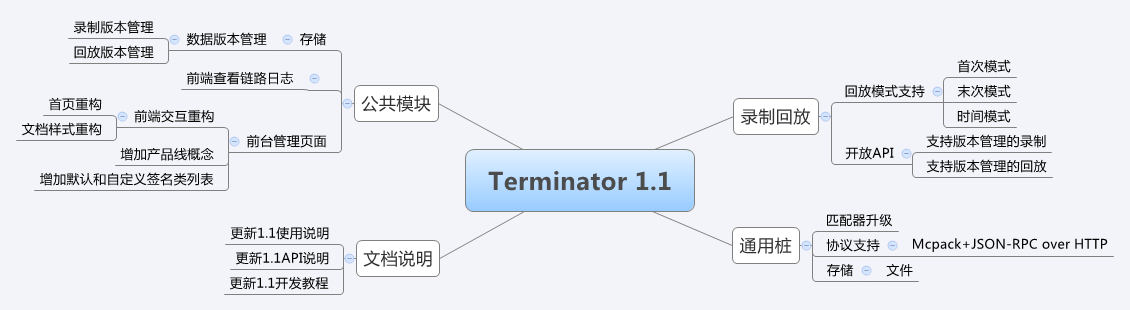 Terminator 1.1
录制回放
回放模式支持
首次模式
末次模式
时间模式
开放API
支持版本管理的录制
支持版本管理的回放
通用桩
匹配器升级
协议支持
Mcpack+JSON-RPC over HTTP
存储
文件
公共模块
存储
数据版本管理
录制版本管理
回放版本管理
前端查看链路日志
前台管理页面
前端交互重构
首页重构
文档样式重构
增加产品线概念
增加默认和自定义签名类列表
文档说明
更新1.1使用说明
更新1.1API说明
更新1.1开发教程